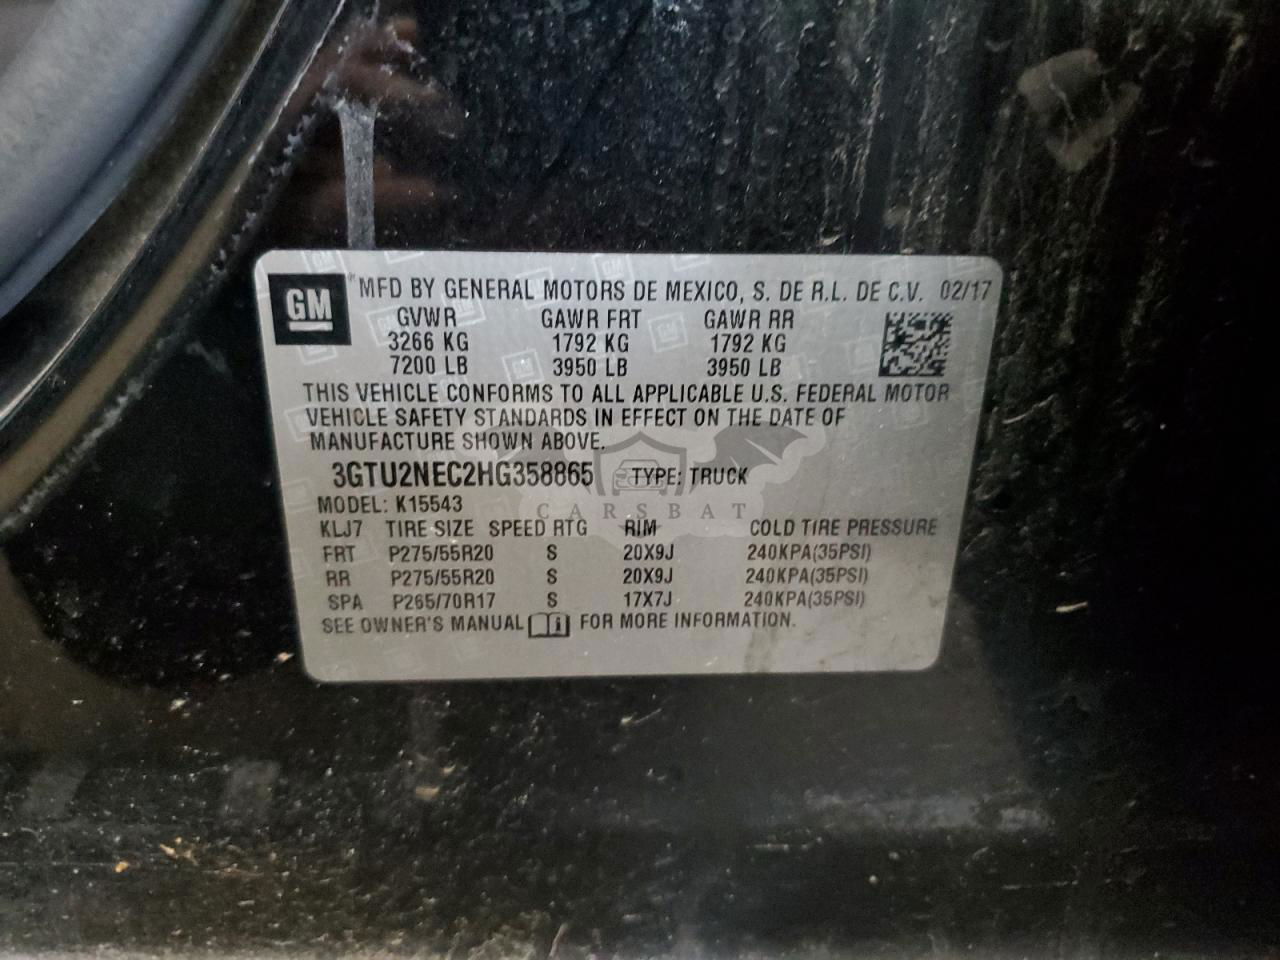 GM ® MFD BY GENERAL MOTORS DE MEXICO, S. DE R.L. DE C.V. 02/17
GVWR GAWR FRT GAWR RR
3266 KG 1792 KG 1792 KG
7200 LB 3950 LB 3950 LB
THIS VEHICLE CONFORMS TO ALL APPLICABLE U.S. FEDERAL MOTOR
VEHICLE SAFETY STANDARDS IN EFFECT ON THE DATE OF
MANUFACTURE SHOWN ABOVE.
3GTU2NEC2HG358865 TYPE: TRUCK
MODEL: K15543
CARSBAT
KLJ7 TIRE SIZE SPEED RTG RIM COLD TIRE PRESSURE
FRT P275/55R20 S 20X9J 240KPA(35PSI)
RR P275/55R20 S 20X9J 240KPA(35PSI)
SPA P265/70R17 S 17X7J 240KPA(35PSI)
SEE OWNER'S MANUAL FOR MORE INFORMATION.